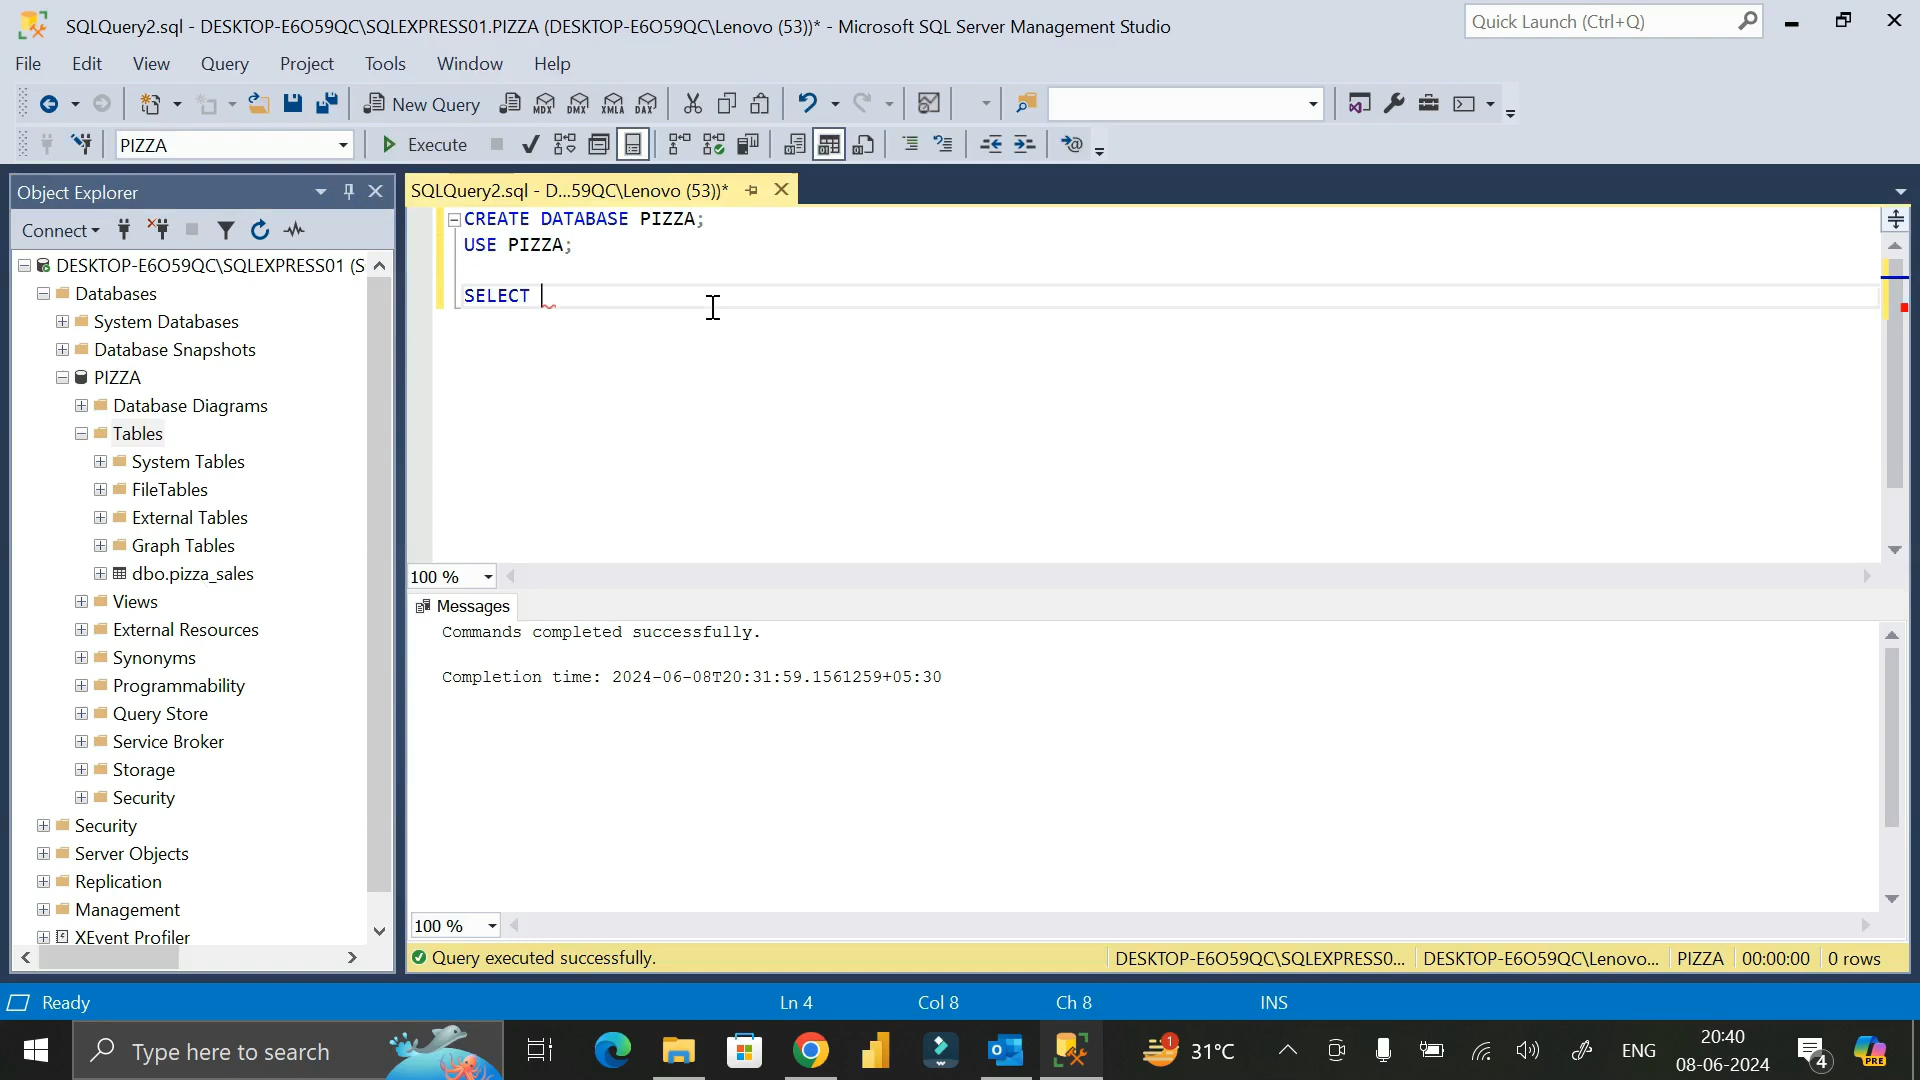 SQLQuery2.sql - DESKTOP-E6O59QC\SQLEXPRESS01.PIZZA (DESKTOP-E6O59QC\Lenovo (53))* - Microsoft SQL Server Management Studio
Quick Launch (Ctrl+Q)
File Edit View Query Project Tools Window Help
New Query MDX DMX XMLA DAX
PIZZA Execute
Object Explorer
SQLQuery2.sql - D...59QC\Lenovo (53))*
Connect
DESKTOP-E6O59QC\SQLEXPRESS01 (S
Databases
System Databases
Database Snapshots
PIZZA
Database Diagrams
Tables
System Tables
FileTables
External Tables
Graph Tables
dbo.pizza_sales
Views
External Resources
Synonyms
Programmability
Query Store
Service Broker
Storage
Security
Security
Server Objects
Replication
Management
XEvent Profiler
CREATE DATABASE PIZZA;
USE PIZZA;
SELECT
100 %
Messages
Commands completed successfully.
Completion time: 2024-06-08T20:31:59.1561259+05:30
100 %
Query executed successfully. DESKTOP-E6O59QC\SQLEXPRESS0... DESKTOP-E6O59QC\Lenovo... PIZZA 00:00:00 0 rows
Ready Ln 4 Col 8 Ch 8 INS
Type here to search
1 31°C
ENG
20:40
08-06-2024
4
PRE